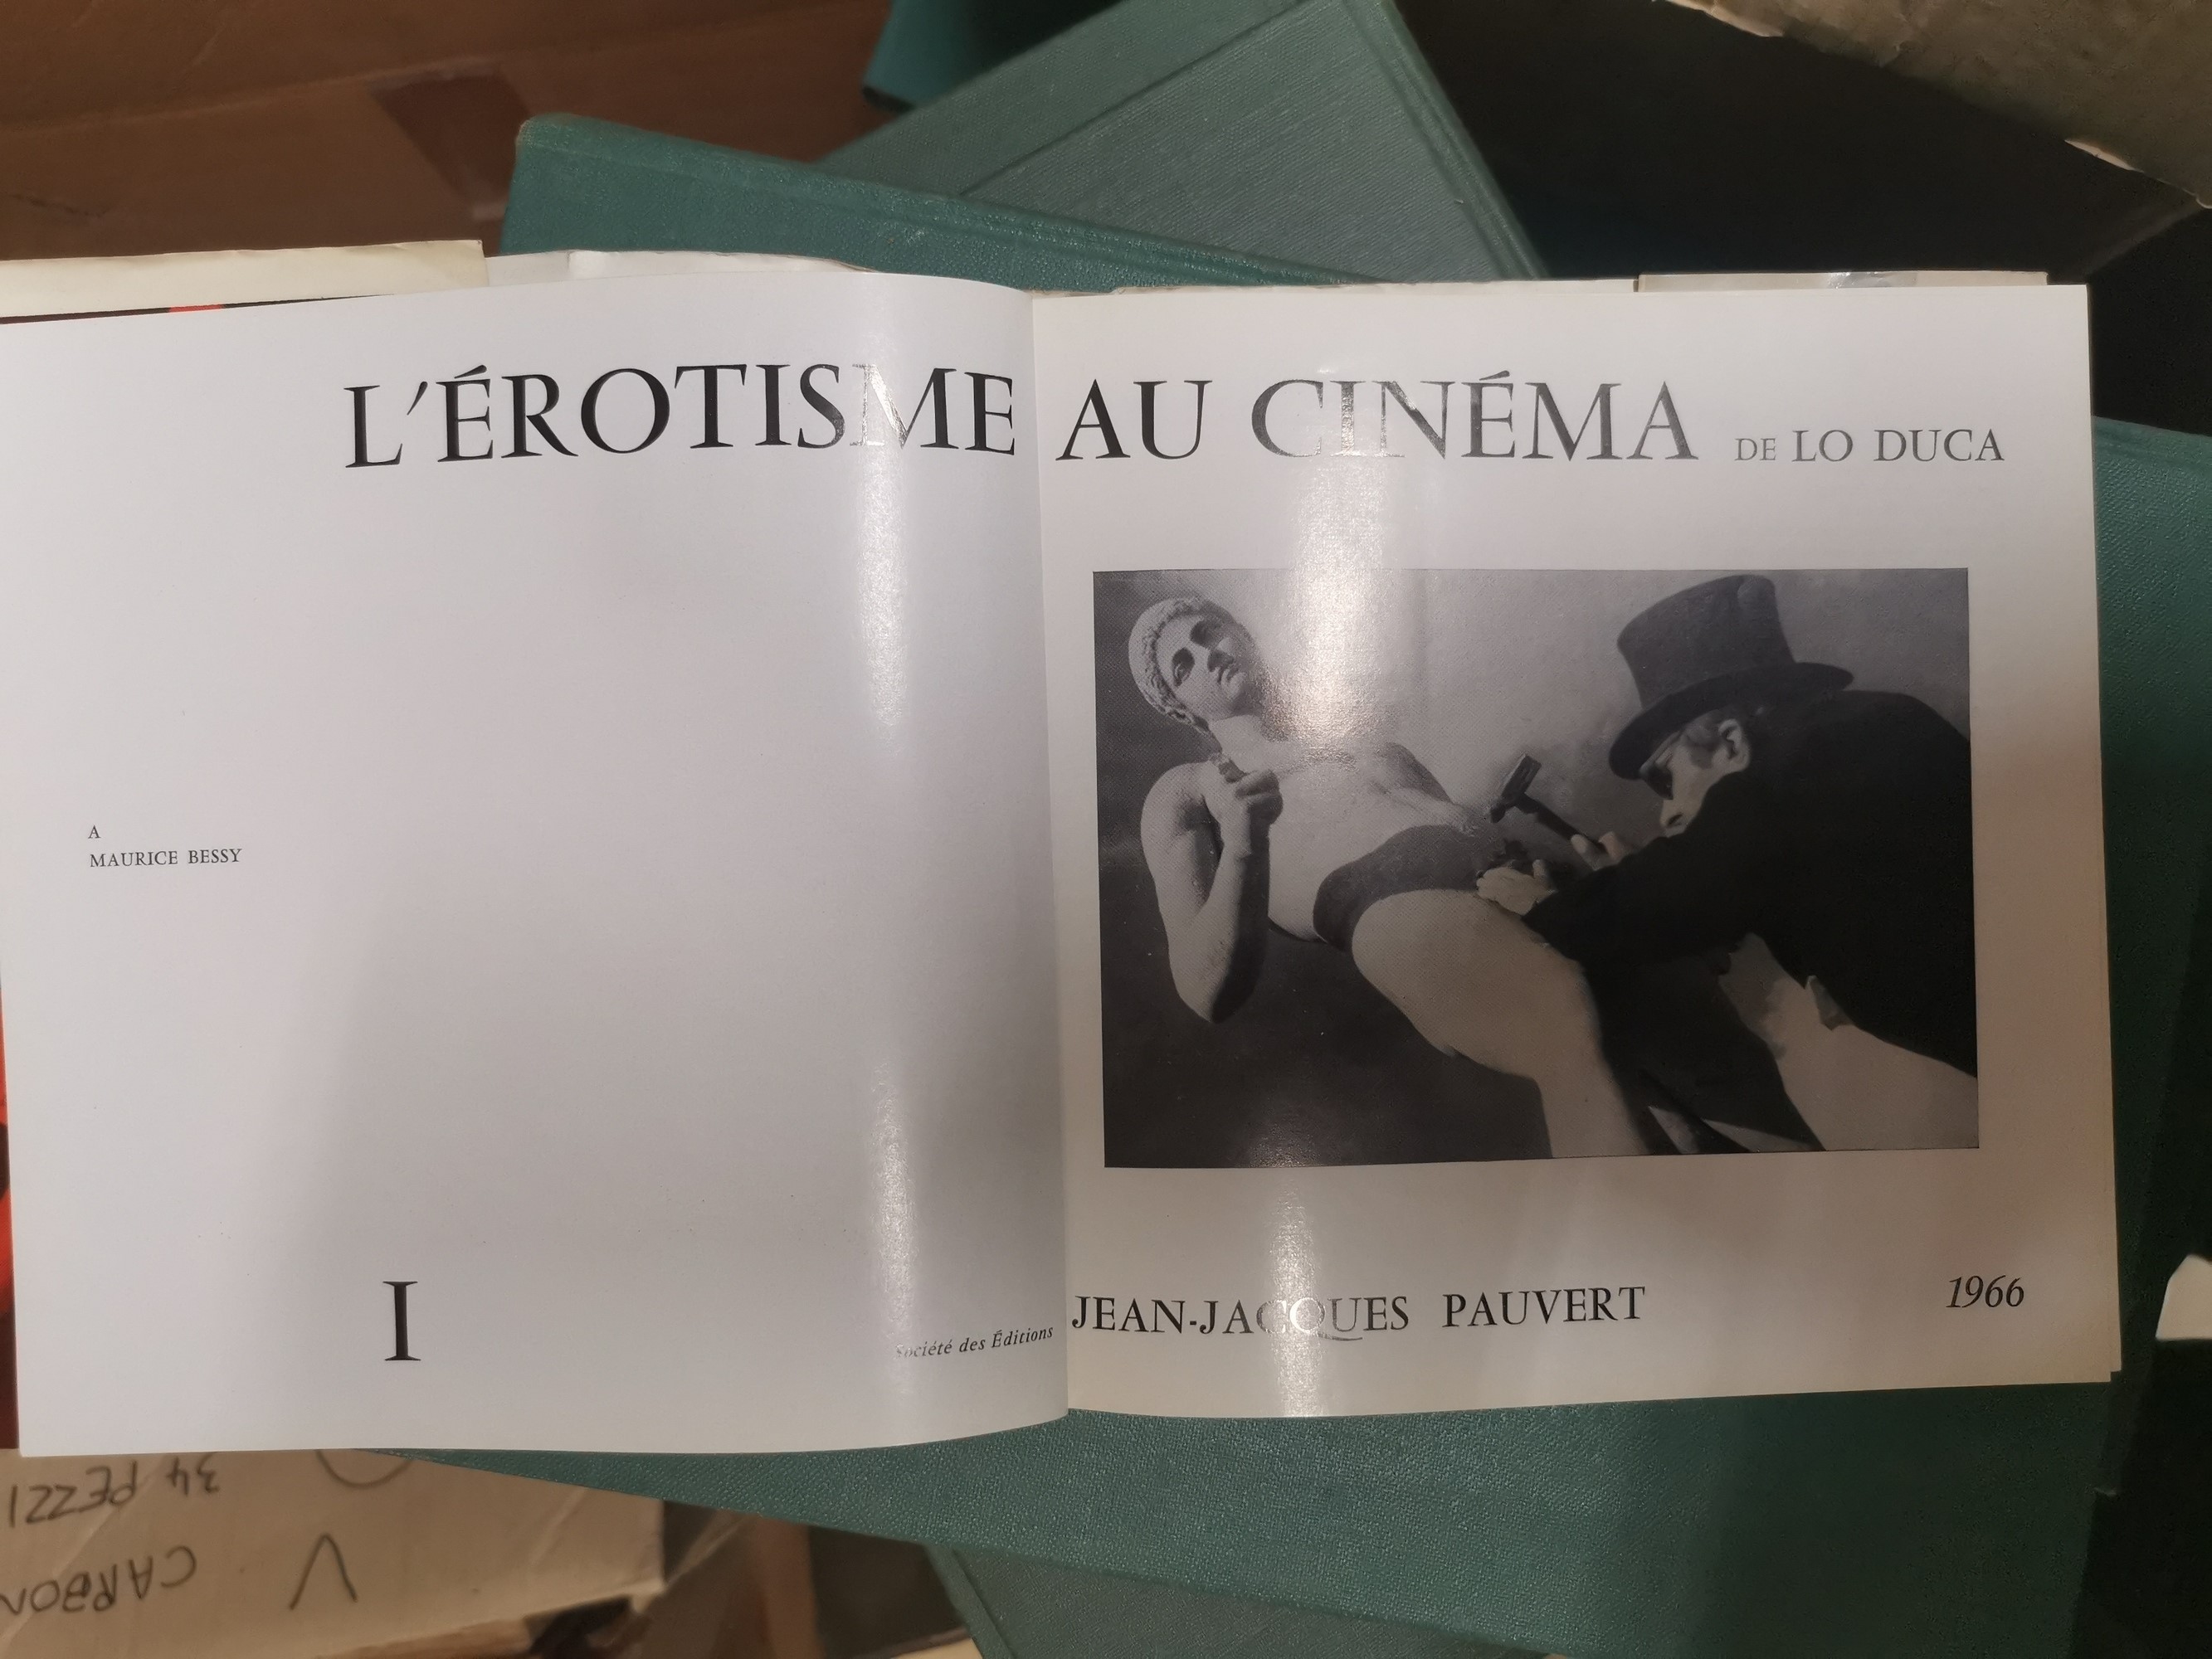 L'ÉROTISME AU CINÉMA DE LO DUCA
A
MAURICE BESSY
I
Société des Éditions JEAN-JACQUES PAUVERT 1966
34 PEZZI
V CARBON